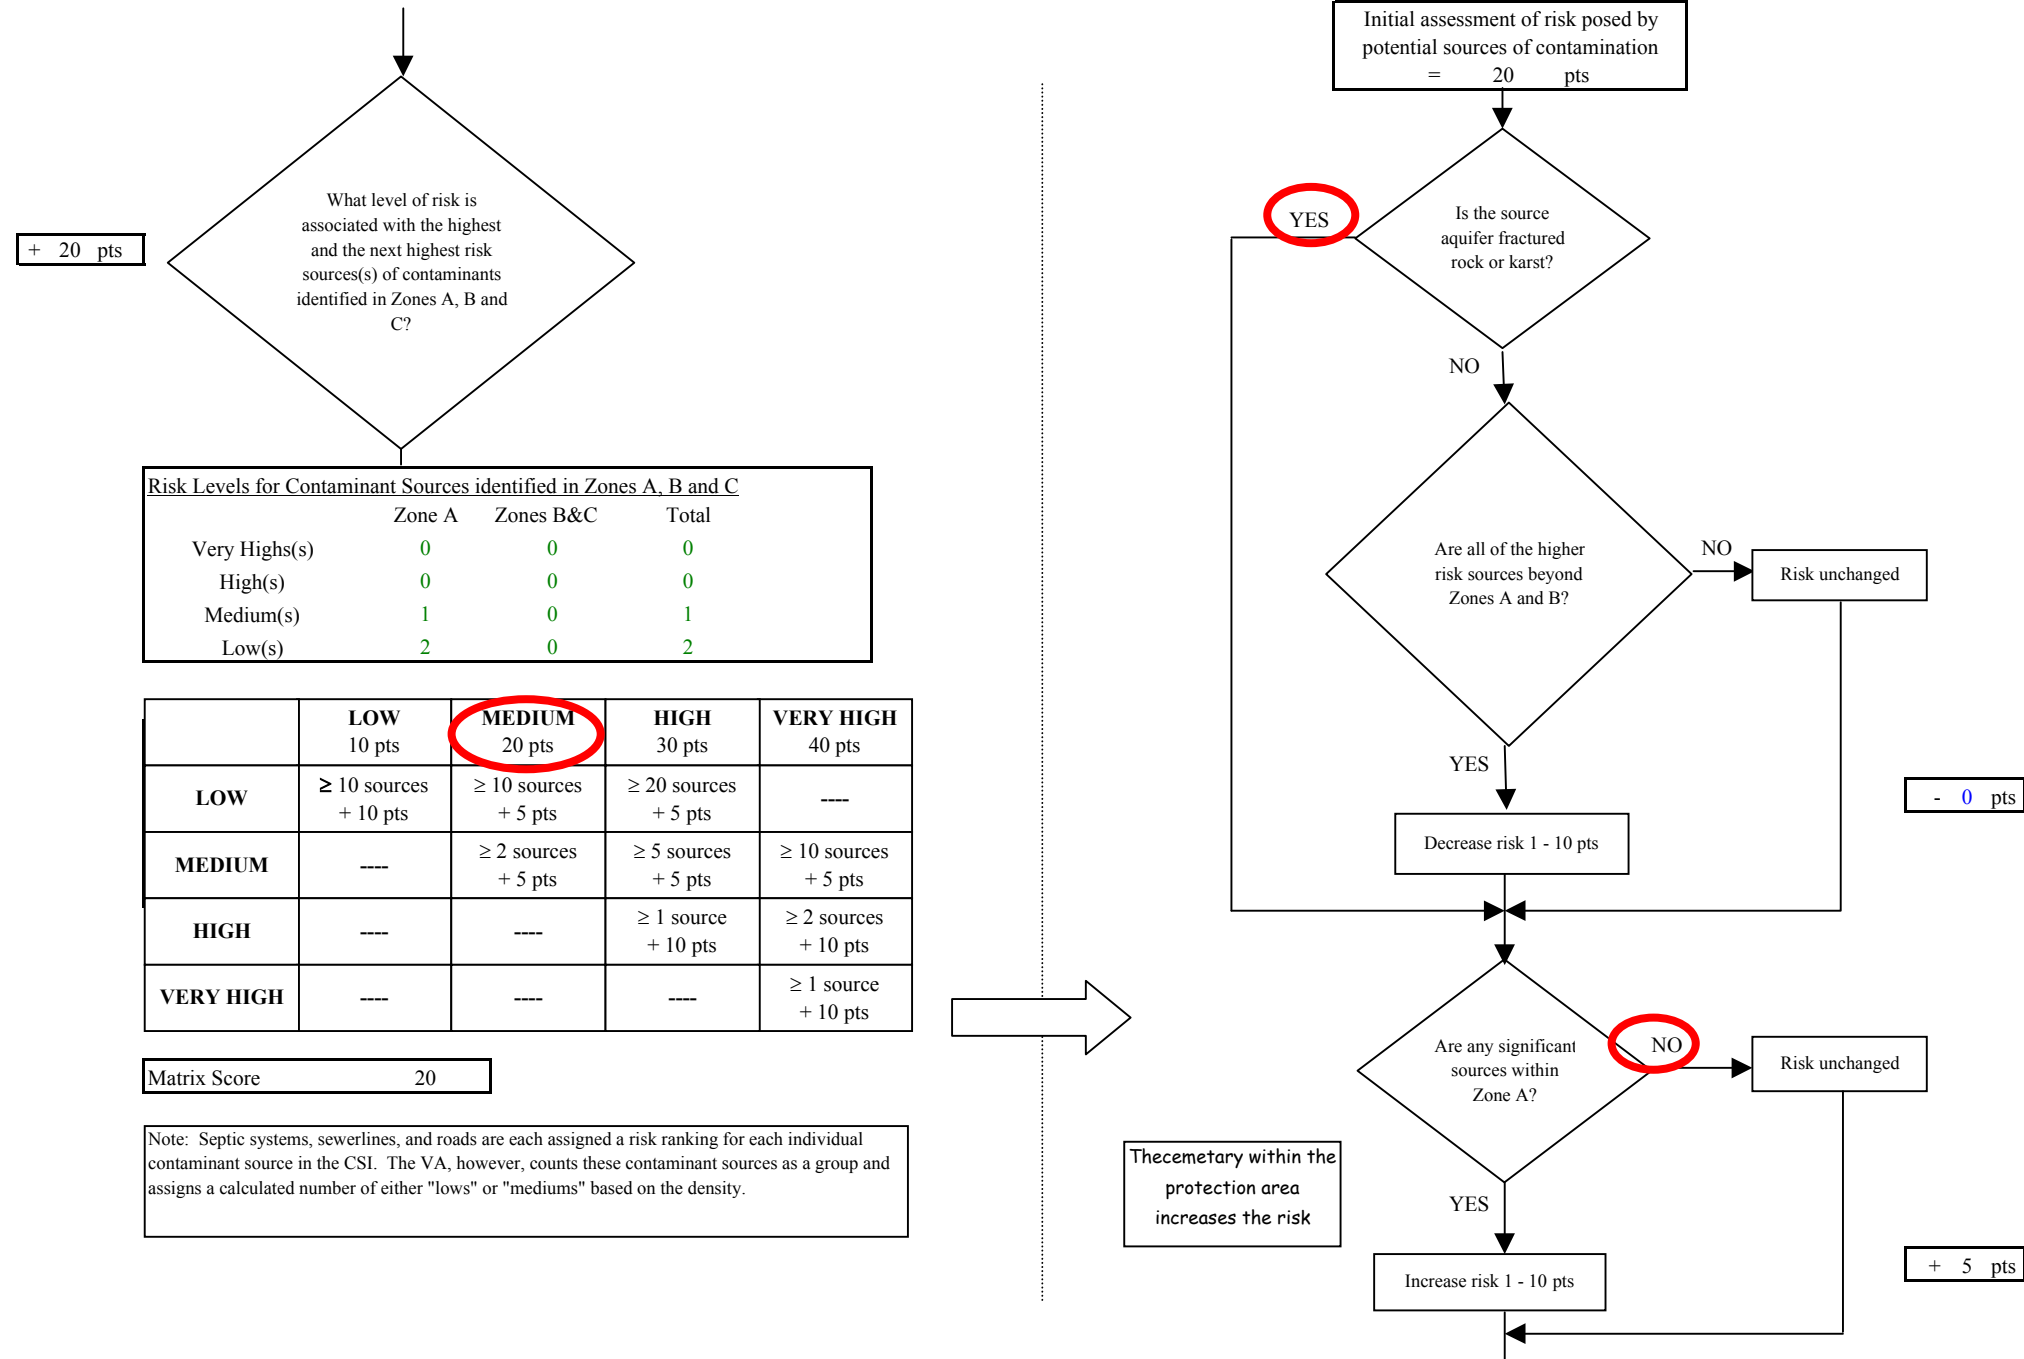 What level of risk is
associated with the highest
and the next highest risk
sources(s) of contaminants
identified in Zones A, B and
C?
+ 20 pts
Risk Levels for Contaminant Sources identified in Zones A, B and C
Zone A Zones B&C Total
Very Highs(s) 0 0 0
High(s) 0 0 0
Medium(s) 1 0 1
Low(s) 2 0 2
LOW MEDIUM HIGH VERY HIGH
10 pts 20 pts 30 pts 40 pts
LOW ≥ 10 sources ≥ 10 sources ≥ 20 sources ----
+ 10 pts + 5 pts + 5 pts
MEDIUM ---- ≥ 2 sources ≥ 5 sources ≥ 10 sources
+ 5 pts + 5 pts + 5 pts
HIGH ---- ---- ≥ 1 source ≥ 2 sources
+ 10 pts + 10 pts
VERY HIGH ---- ---- ---- ≥ 1 source
+ 10 pts
Matrix Score 20
Note: Septic systems, sewerlines, and roads are each assigned a risk ranking for each individual
contaminant source in the CSI. The VA, however, counts these contaminant sources as a group and
assigns a calculated number of either "lows" or "mediums" based on the density.
Initial assessment of risk posed by
potential sources of contamination
= 20 pts
Is the source
aquifer fractured
rock or karst?
YES
NO
Are all of the higher
risk sources beyond
Zones A and B?
NO
Risk unchanged
YES
Decrease risk 1 - 10 pts
- 0 pts
Are any significant
sources within
Zone A?
NO
Risk unchanged
Thecemetary within the
protection area
increases the risk
YES
Increase risk 1 - 10 pts
+ 5 pts